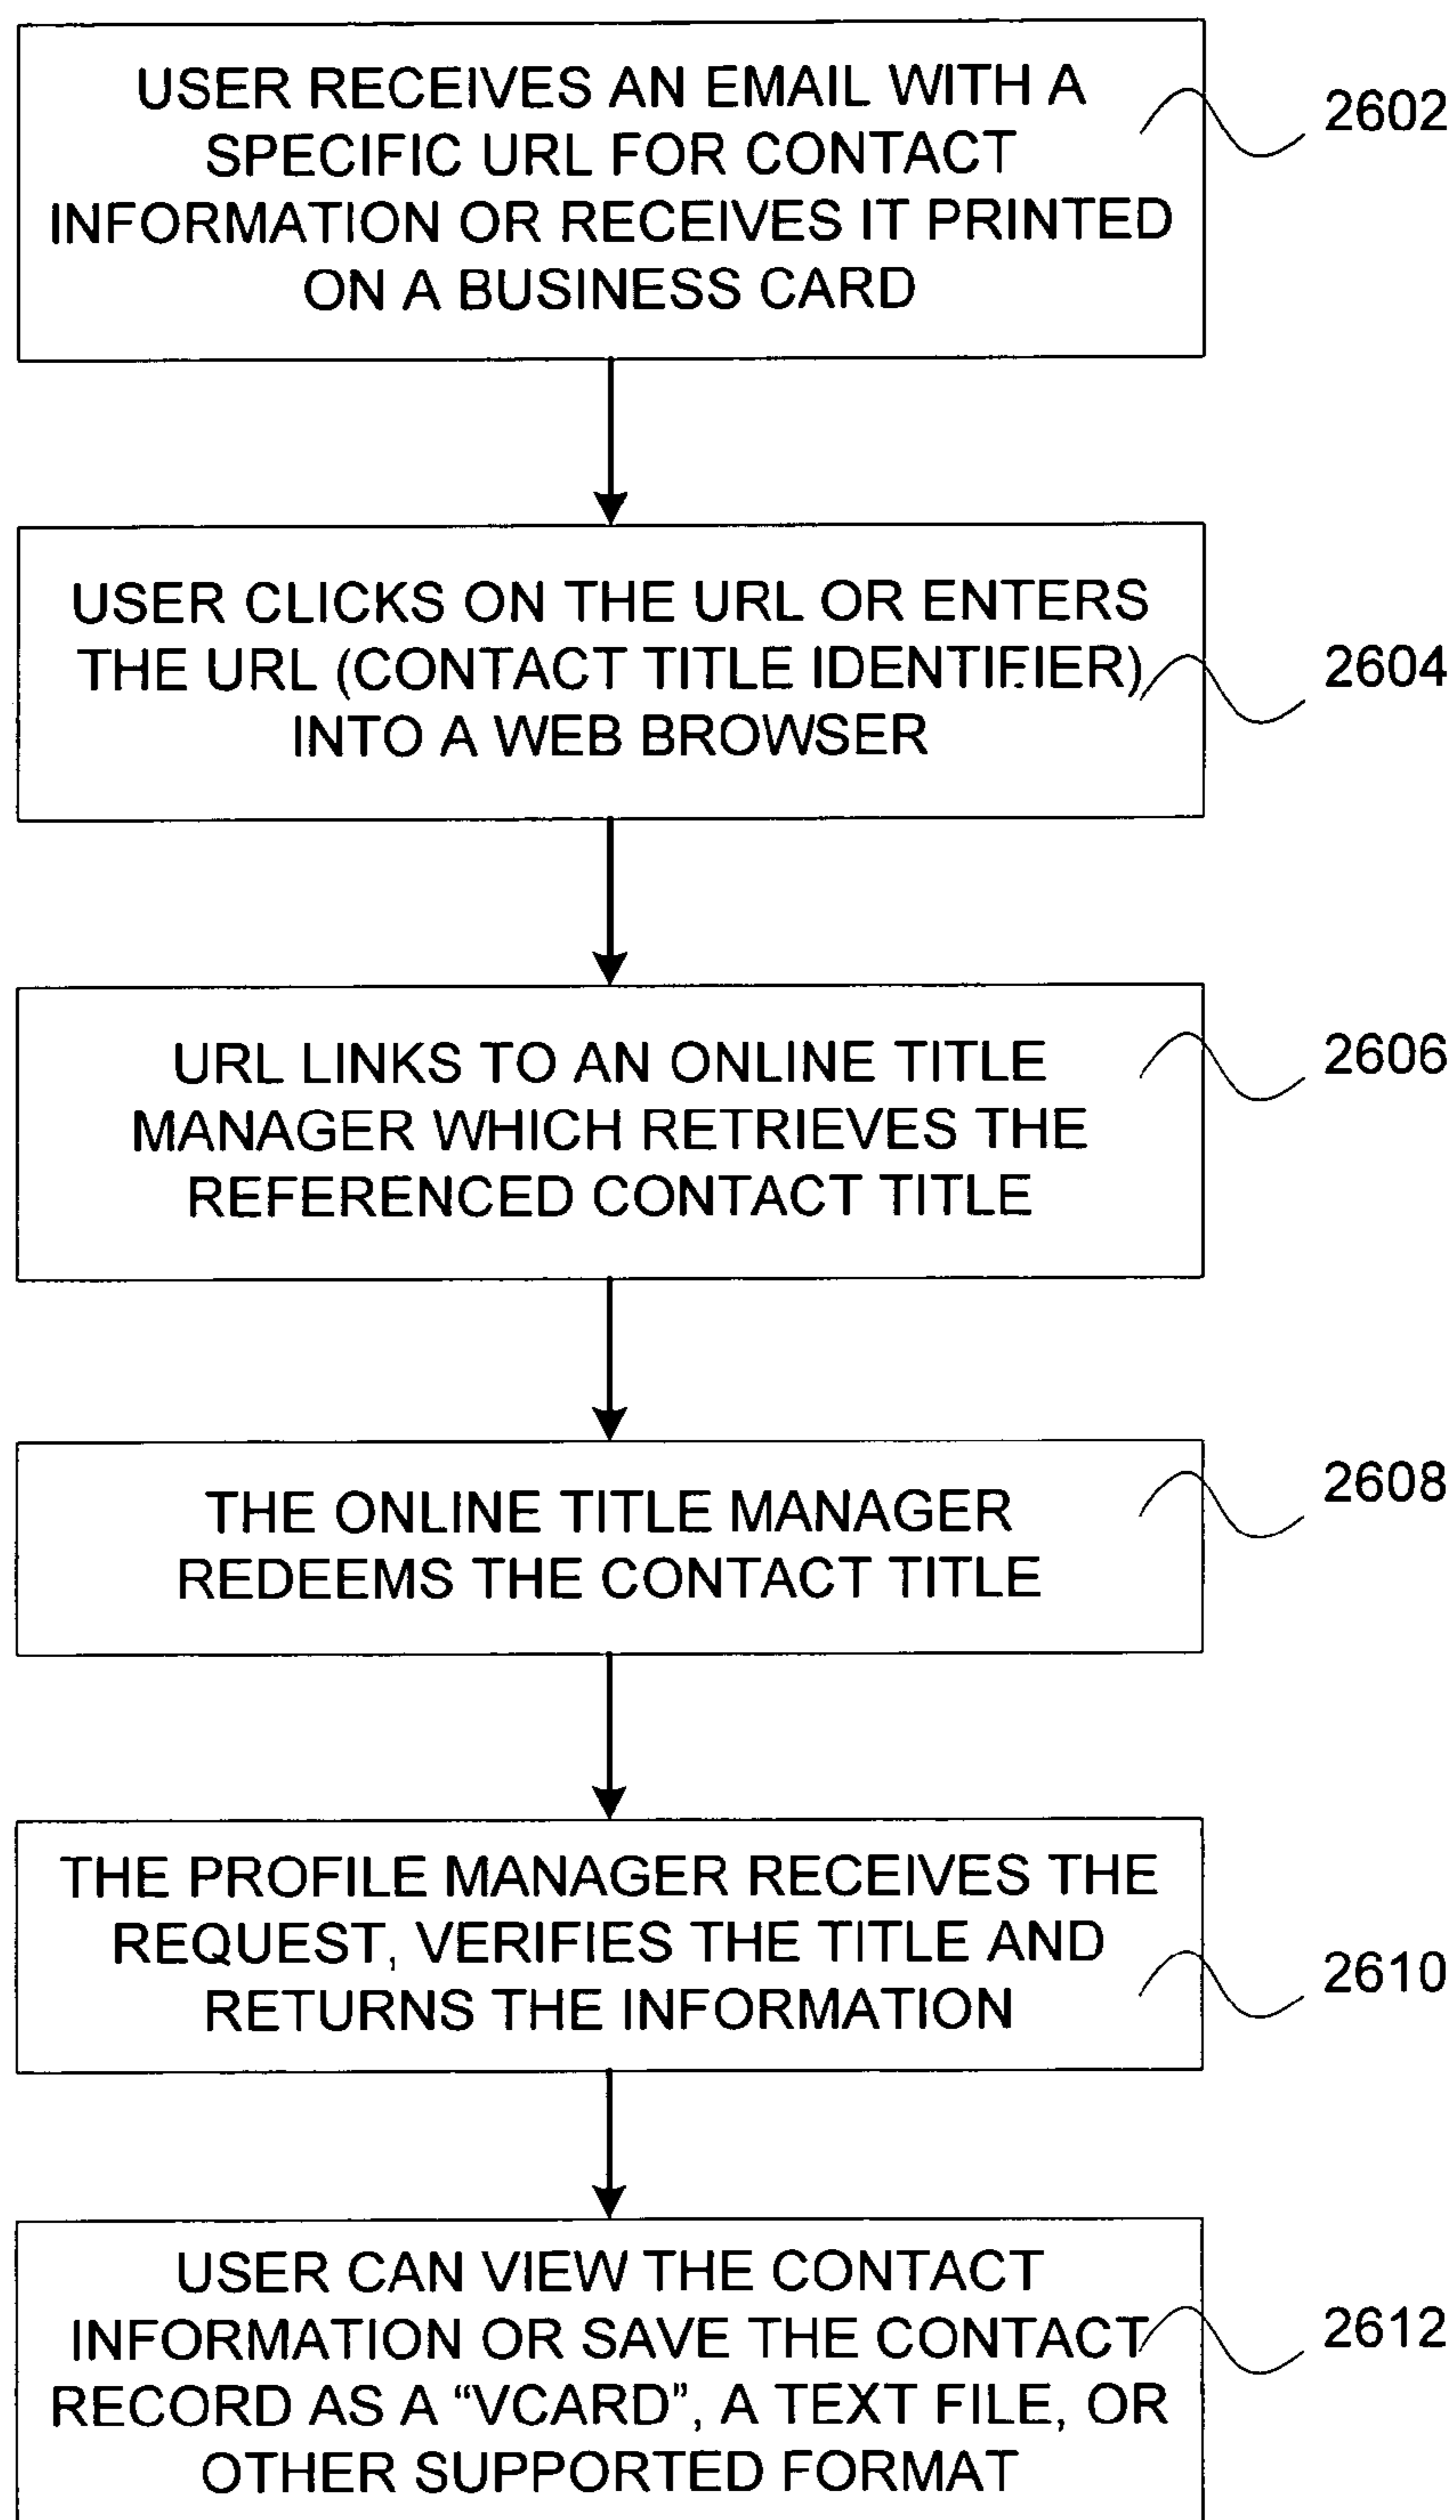 USER RECEIVES AN EMAIL WITH A
SPECIFIC URL FOR CONTACT
INFORMATION OR RECEIVES IT PRINTED
ON A BUSINESS CARD
2602
USER CLICKS ON THE URL OR ENTERS
THE URL (CONTACT TITLE IDENTIFIER)
INTO A WEB BROWSER
2604
URL LINKS TO AN ONLINE TITLE
MANAGER WHICH RETRIEVES THE
REFERENCED CONTACT TITLE
2606
THE ONLINE TITLE MANAGER
REDEEMS THE CONTACT TITLE
2608
THE PROFILE MANAGER RECEIVES THE
REQUEST, VERIFIES THE TITLE AND
RETURNS THE INFORMATION
2610
USER CAN VIEW THE CONTACT
INFORMATION OR SAVE THE CONTACT
RECORD AS A “VCARD”, A TEXT FILE, OR
OTHER SUPPORTED FORMAT
2612